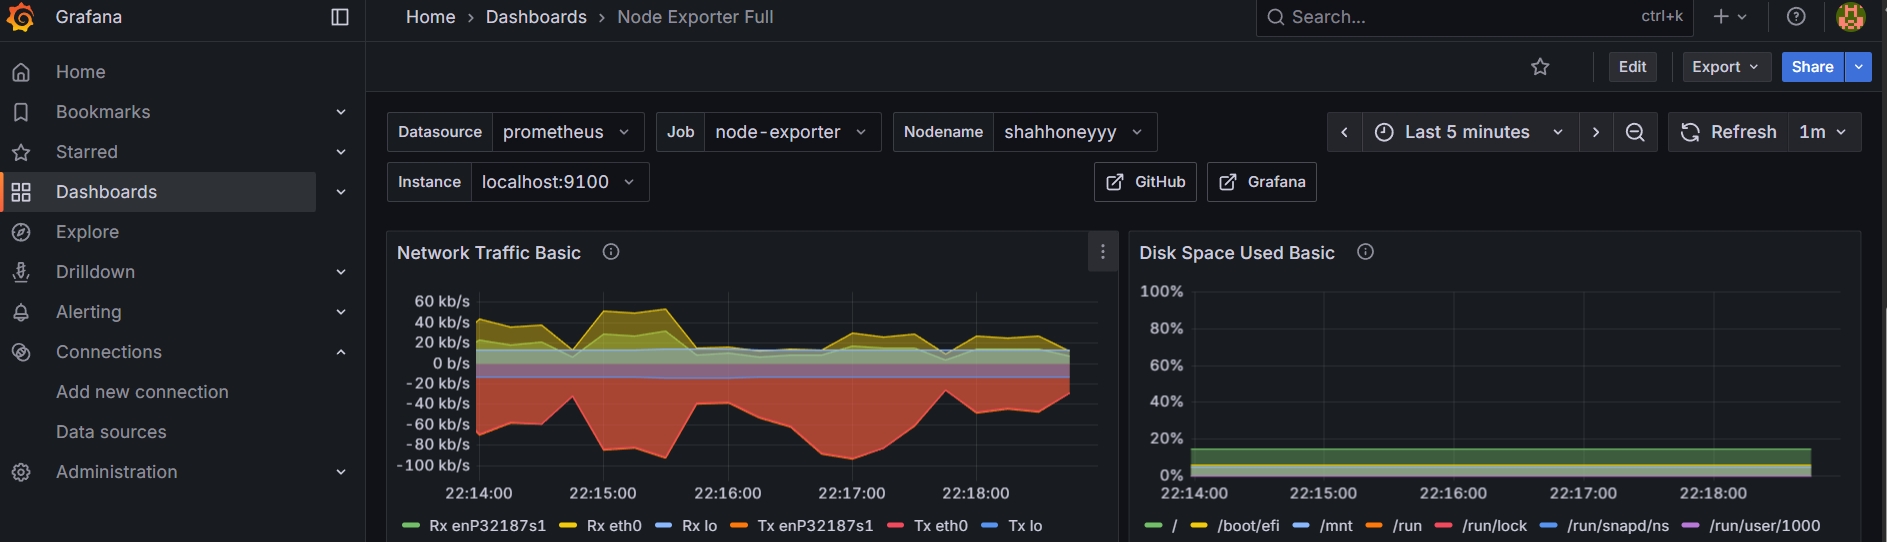 Grafana
Home › Dashboards › Node Exporter Full
Search...
ctrl+k
Home
Bookmarks
Starred
Dashboards
Explore
Drilldown
Alerting
Connections
Add new connection
Data sources
Administration
Edit
Export
Share
Datasource prometheus
Job node-exporter
Nodename shahhoneyyy
Last 5 minutes
Refresh 1m
Instance localhost:9100
GitHub
Grafana
Network Traffic Basic
60 kb/s
40 kb/s
20 kb/s
0 b/s
-20 kb/s
-40 kb/s
-60 kb/s
-80 kb/s
-100 kb/s
22:14:00 22:15:00 22:16:00 22:17:00 22:18:00
Rx enP32187s1 Rx eth0 Rx lo Tx enP32187s1 Tx eth0 Tx lo
Disk Space Used Basic
100%
80%
60%
40%
20%
0%
22:14:00 22:15:00 22:16:00 22:17:00 22:18:00
/ /boot/efi /mnt /run /run/lock /run/snapd/ns /run/user/1000